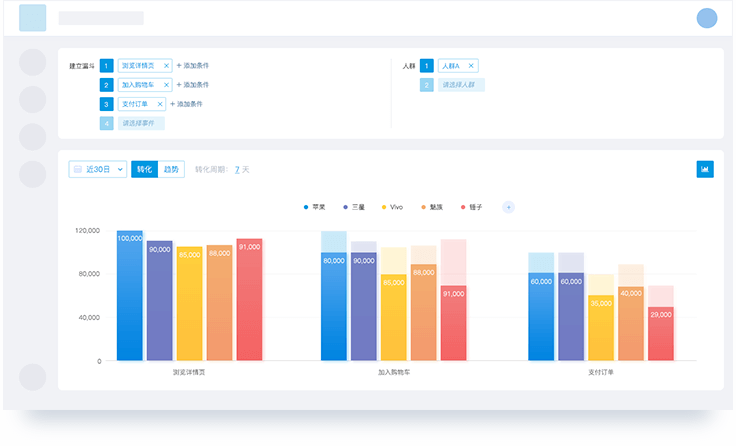 建立漏斗 1 浏览详情页 × + 添加条件
2 加入购物车 × + 添加条件
3 支付订单 × + 添加条件
4 请选择事件
人群 1 人群A ×
2 请选择人群
近30日 转化 趋势 转化周期: 7 天
苹果 三星 Vivo 魅族 锤子 +
120,000
80,000
40,000
0
100,000 90,000 85,000 88,000 91,000
80,000 90,000 85,000 88,000 91,000
60,000 60,000 35,000 40,000 29,000
浏览详情页 加入购物车 支付订单